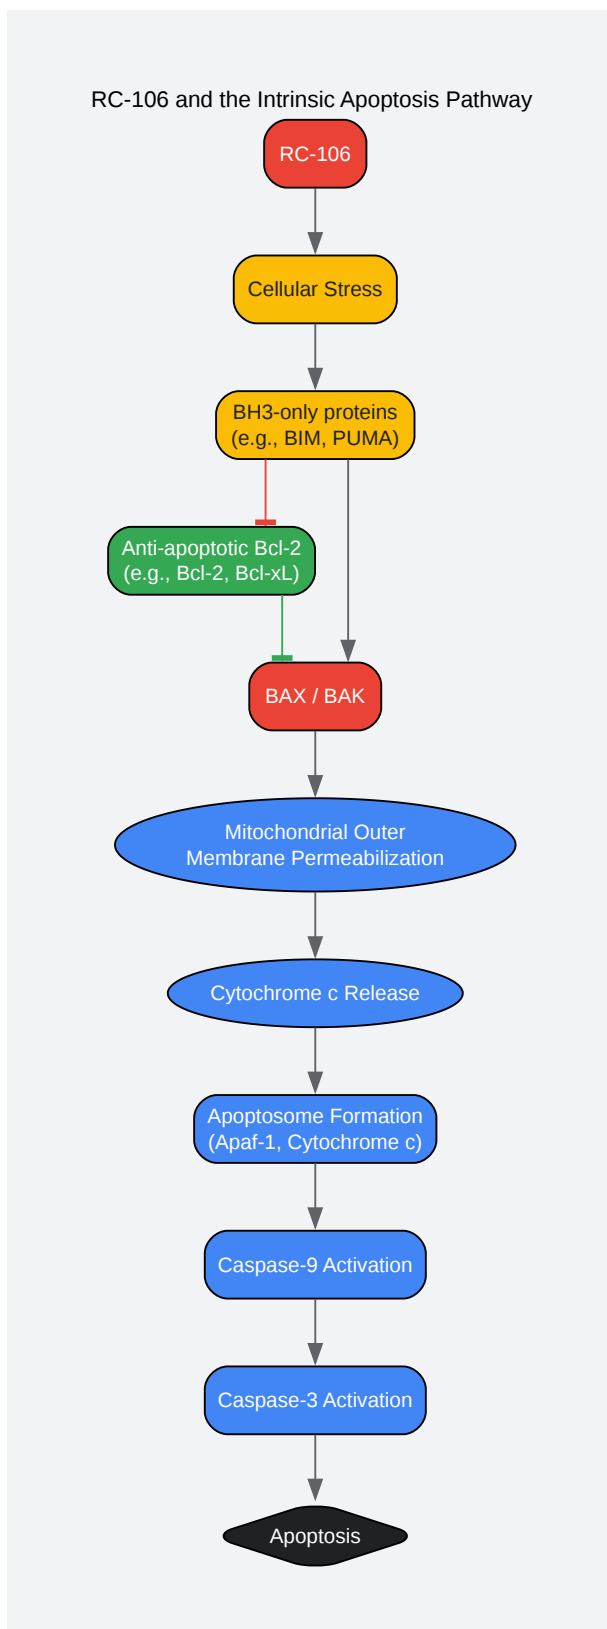 RC-106 and the Intrinsic Apoptosis Pathway
RC-106
Cellular Stress
BH3-only proteins
(e.g., BIM, PUMA)
Anti-apoptotic Bcl-2
(e.g., Bcl-2, Bcl-xL)
BAX / BAK
Mitochondrial Outer
Membrane Permeabilization
Cytochrome c Release
Apoptosome Formation
(Apaf-1, Cytochrome c)
Caspase-9 Activation
Caspase-3 Activation
Apoptosis